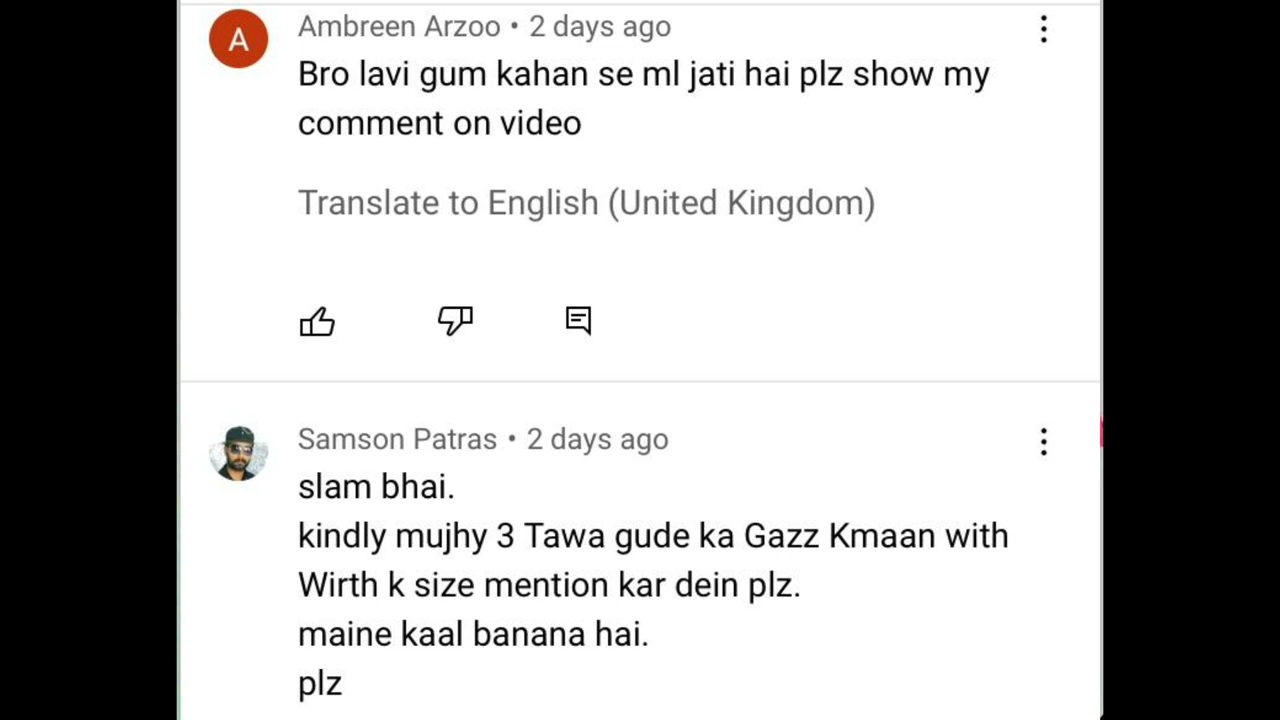 A
Ambreen Arzoo • 2 days ago
Bro lavi gum kahan se ml jati hai plz show my
comment on video
Translate to English (United Kingdom)
Samson Patras • 2 days ago
slam bhai.
kindly mujhy 3 Tawa gude ka Gazz Kmaan with
Wirth k size mention kar dein plz.
maine kaal banana hai.
plz